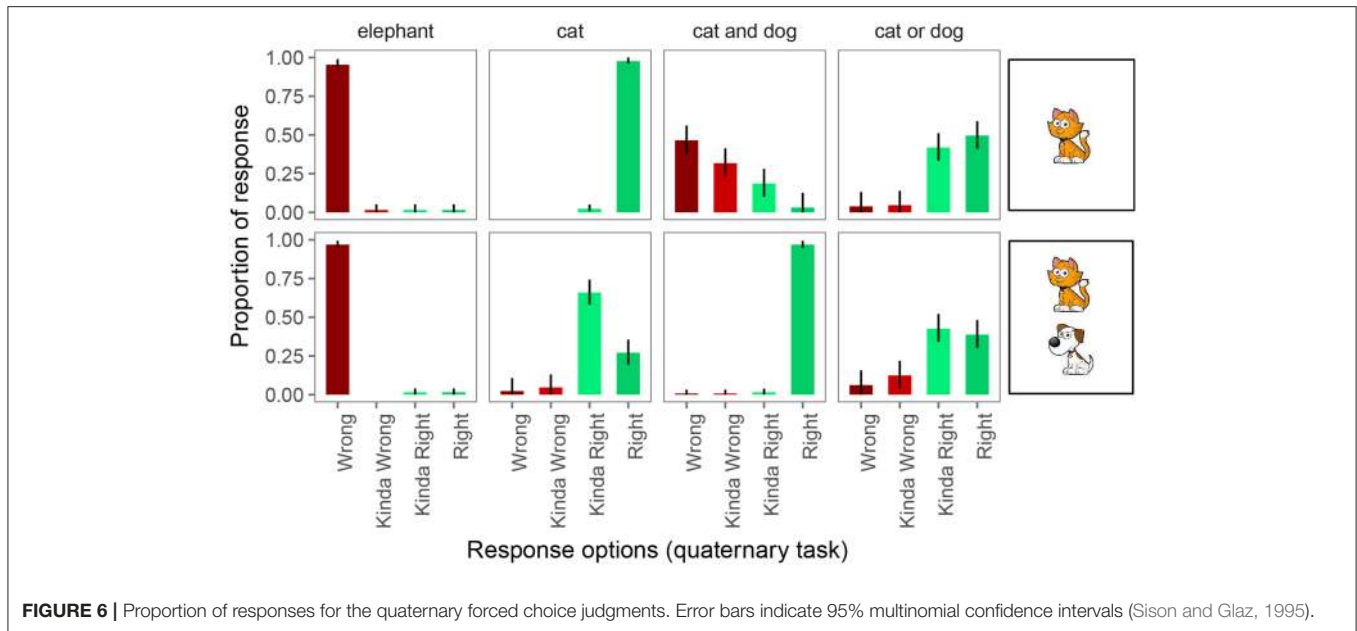 elephant cat cat and dog cat or dog
Proportion of response
1.00
0.75
0.50
0.25
0.00
1.00
0.75
0.50
0.25
0.00
Wrong Kinda Wrong Kinda Right Right Wrong Kinda Wrong Kinda Right Right Wrong Kinda Wrong Kinda Right Right Wrong Kinda Wrong Kinda Right Right
Response options (quaternary task)
FIGURE 6 | Proportion of responses for the quaternary forced choice judgments. Error bars indicate 95% multinomial confidence intervals (Sison and Glaz, 1995).